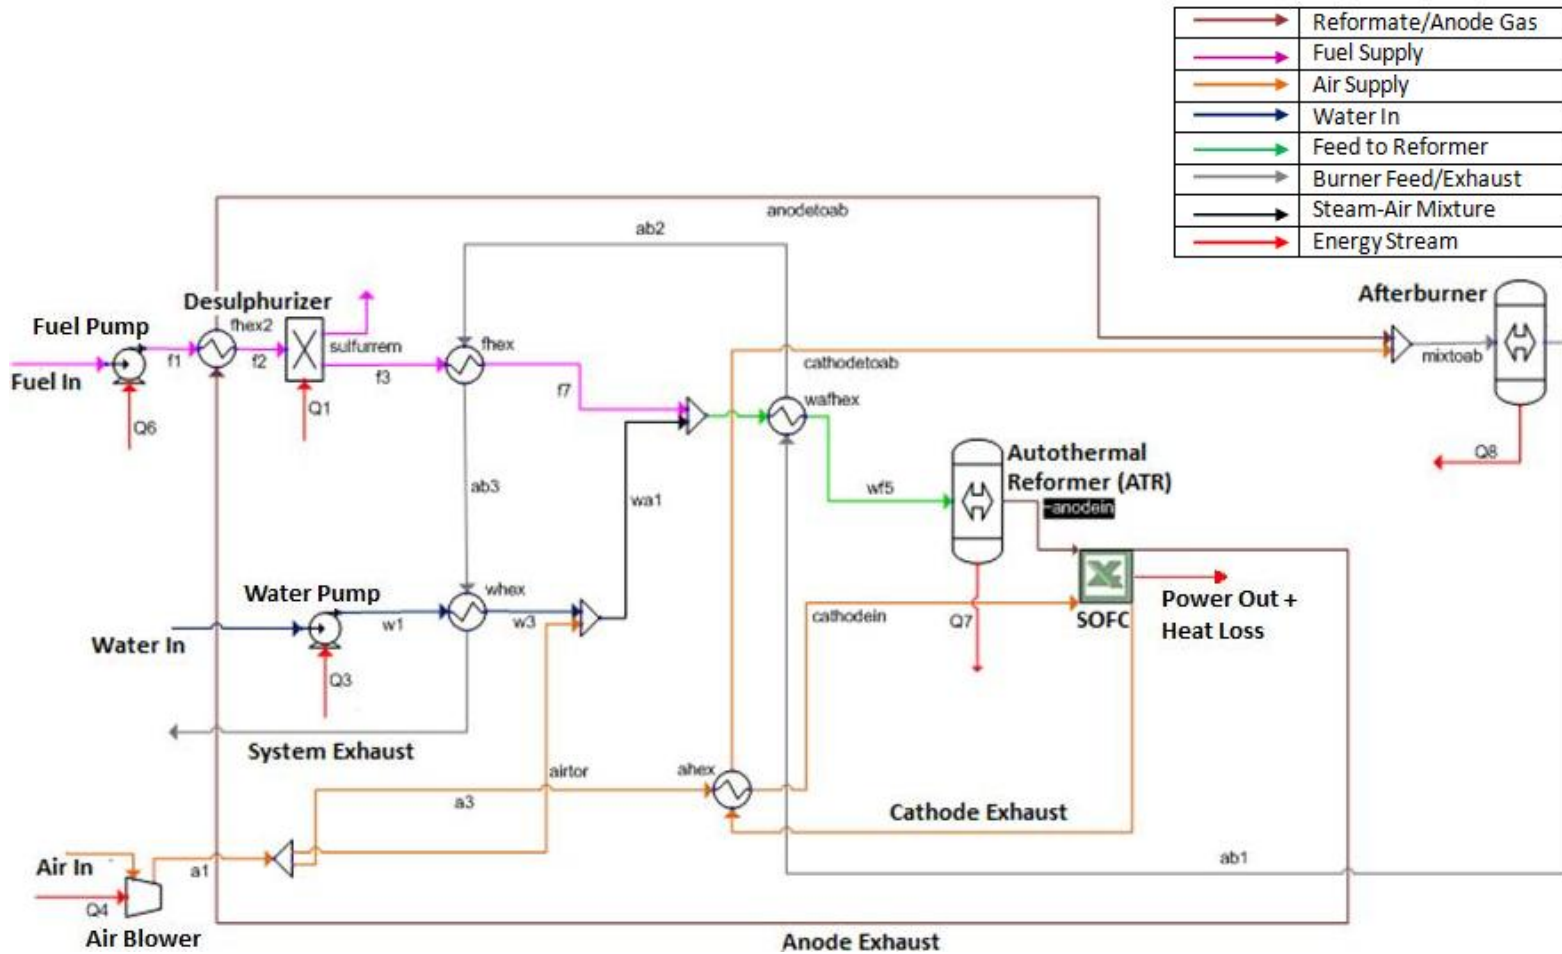 Reformate/Anode Gas
Fuel Supply
Air Supply
Water In
Feed to Reformer
Burner Feed/Exhaust
Steam-Air Mixture
Energy Stream
anodetoab
ab2
Afterburner
Desulphurizer
Fuel Pump
fhex2
f1
f2
sulfurrem
fhex
f3
Fuel In
Q6
Q1
f7
cathodetoab
mixtoab
wafhex
Q8
Autothermal
Reformer (ATR)
~anodein
wf5
ab3
wa1
Water Pump
whex
w1
w3
Water In
Q3
cathodein
Q7
SOFC
Power Out +
Heat Loss
System Exhaust
airtor
ahex
a3
Cathode Exhaust
Air In
a1
Q4
Air Blower
ab1
Anode Exhaust